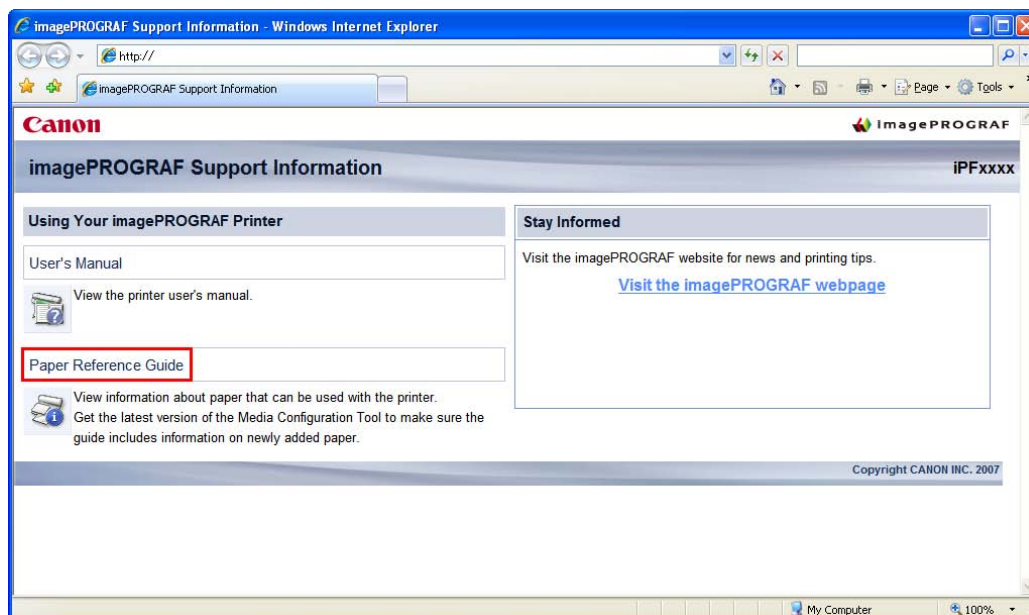 imagePROGRAF Support Information - Windows Internet Explorer
http://
imagePROGRAF Support Information
Page
Tools
Canon
imagePROGRAF
imagePROGRAF Support Information
iPFxxxx
Using Your imagePROGRAF Printer
User's Manual
View the printer user's manual.
Paper Reference Guide
View information about paper that can be used with the printer.
Get the latest version of the Media Configuration Tool to make sure the
guide includes information on newly added paper.
Stay Informed
Visit the imagePROGRAF website for news and printing tips.
Visit the imagePROGRAF webpage
Copyright CANON INC. 2007
My Computer
100%